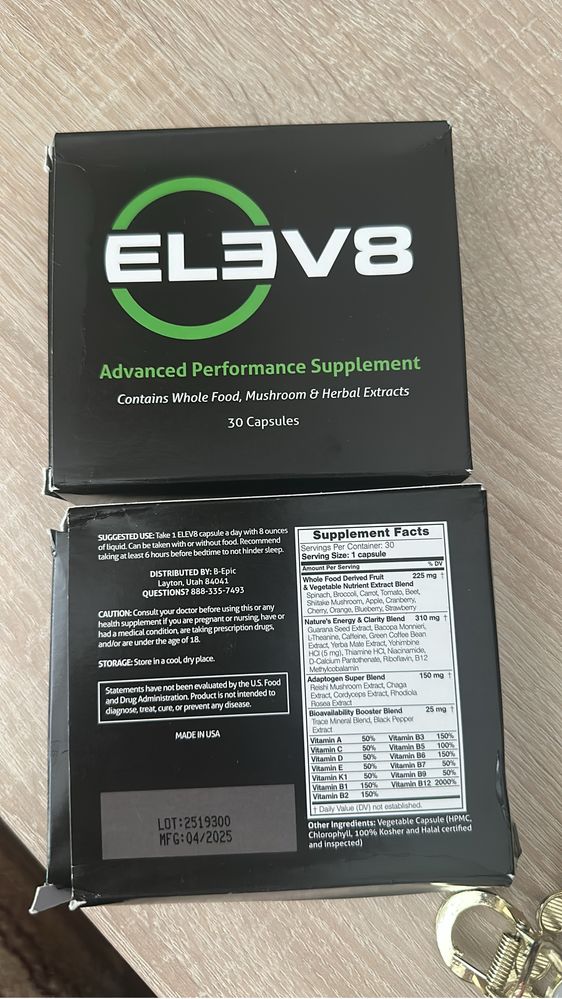 ELEV8
Advanced Performance Supplement
Contains Whole Food, Mushroom & Herbal Extracts
30 Capsules
SUGGESTED USE: Take 1 ELEV8 capsule a day with 8 ounces
of liquid. Can be taken with or without food. Recommend
taking at least 6 hours before bedtime to not hinder sleep.
DISTRIBUTED BY: B-Epic
Layton, Utah 84041
QUESTIONS? 888-335-7493
CAUTION: Consult your doctor before using this or any
health supplement if you are pregnant or nursing, have or
had a medical condition, are taking prescription drugs,
and/or are under the age of 18.
STORAGE: Store in a cool, dry place.
Statements have not been evaluated by the U.S. Food
and Drug Administration. Product is not intended to
diagnose, treat, cure, or prevent any disease.
MADE IN USA
LOT:2519300
MFG:04/2025
Supplement Facts
Servings Per Container: 30
Serving Size: 1 capsule
Amount Per Serving % DV
Whole Food Derived Fruit 225 mg †
& Vegetable Nutrient Extract Blend
Spinach, Broccoli, Carrot, Tomato, Beet,
Shiitake Mushroom, Apple, Cranberry,
Cherry, Orange, Blueberry, Strawberry
Nature's Energy & Clarity Blend 310 mg †
Guarana Seed Extract, Bacopa Monnieri,
L-Theanine, Caffeine, Green Coffee Bean
Extract, Yerba Mate Extract, Yohimbine
HCl (5 mg), Thiamine HCl, Niacinamide,
D-Calcium Pantothenate, Riboflavin, B12
Methylcobalamin
Adaptogen Super Blend 150 mg †
Reishi Mushroom Extract, Chaga
Extract, Cordyceps Extract, Rhodiola
Rosea Extract
Bioavailability Booster Blend 25 mg †
Trace Mineral Blend, Black Pepper
Extract
Vitamin A 50% Vitamin B3 150%
Vitamin C 50% Vitamin B5 100%
Vitamin D 50% Vitamin B6 150%
Vitamin E 50% Vitamin B7 50%
Vitamin K1 50% Vitamin B9 50%
Vitamin B1 150% Vitamin B12 2000%
Vitamin B2 150%
† Daily Value (DV) not established.
Other Ingredients: Vegetable Capsule (HPMC,
Chlorophyll, 100% Kosher and Halal certified
and inspected)